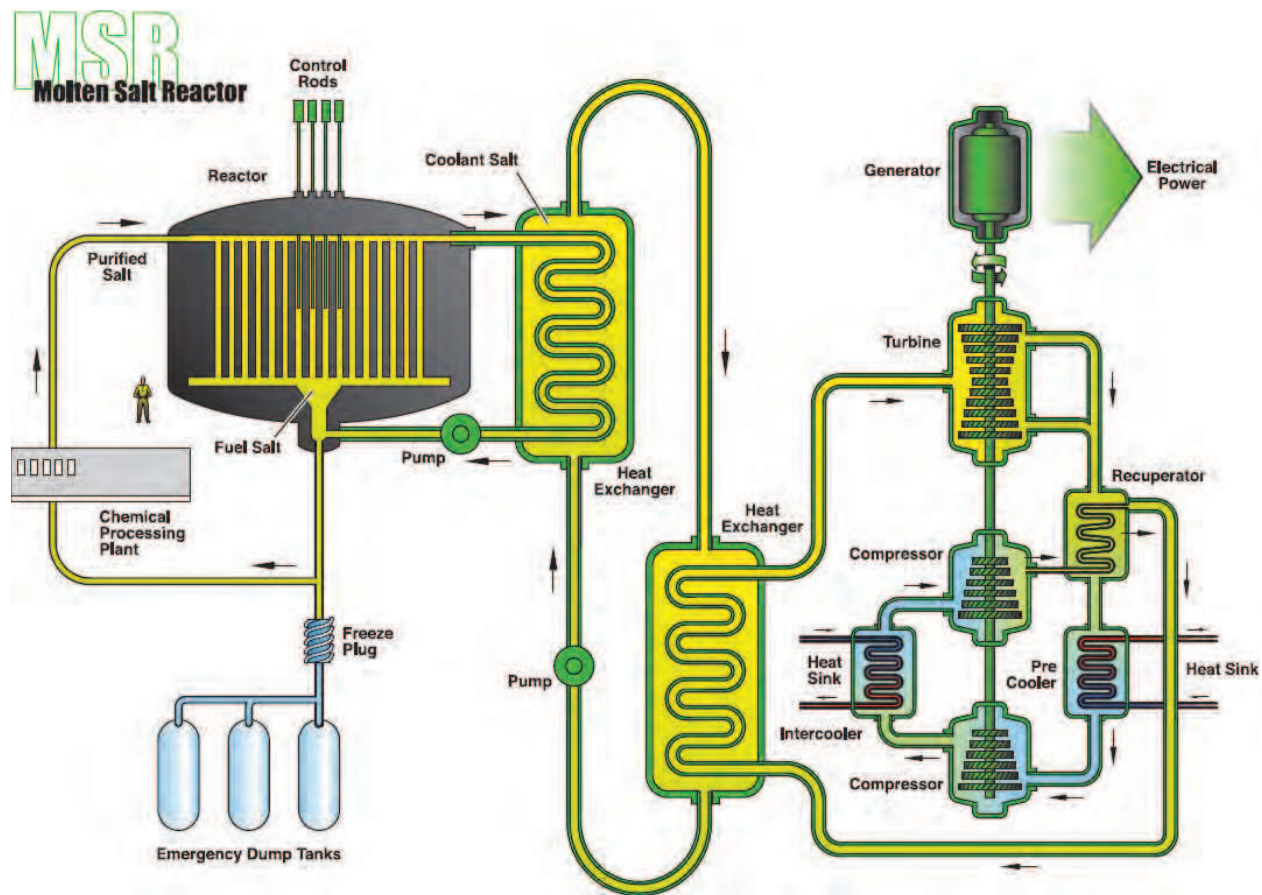 MSR
Molten Salt Reactor
Control
Rods
Reactor
Coolant Salt
Generator
Electrical
Power
Purified
Salt
Turbine
Fuel Salt
Pump
Heat
Exchanger
Recuperator
Chemical
Processing
Plant
Heat
Exchanger
Compressor
Freeze
Plug
Pump
Heat
Sink
Pre
Cooler
Heat Sink
Intercooler
Compressor
Emergency Dump Tanks